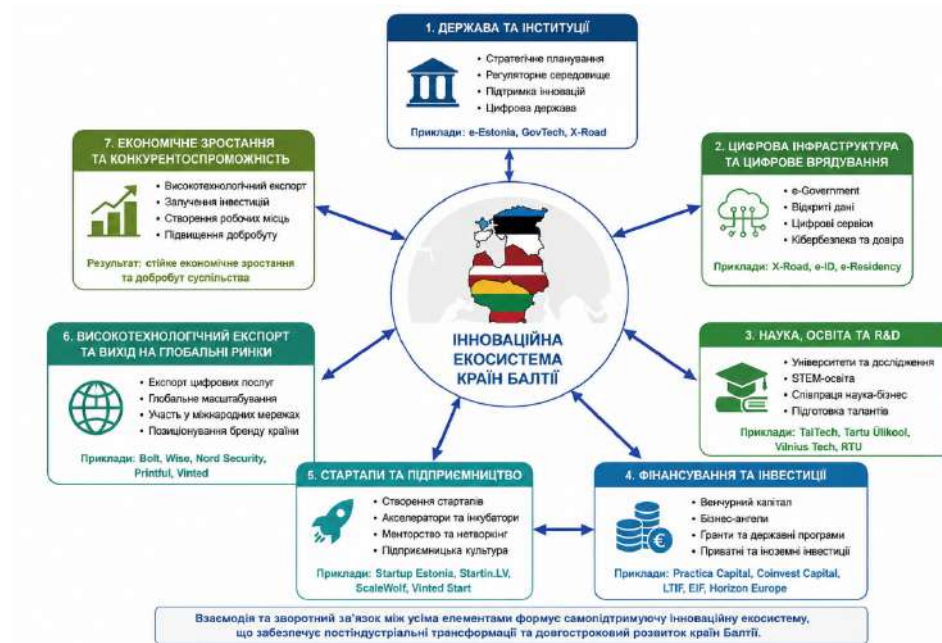 1. ДЕРЖАВА ТА ІНСТИТУЦІЇ
• Стратегічне планування
• Регуляторне середовище
• Підтримка інновацій
• Цифрова держава
Приклади: e-Estonia, GovTech, X-Road
2. ЦИФРОВА ІНФРАСТРУКТУРА
ТА ЦИФРОВЕ ВРЯДУВАННЯ
• e-Government
• Відкриті дані
• Цифрові сервіси
• Кібербезпека та довіра
Приклади: X-Road, e-ID, e-Residency
3. НАУКА, ОСВІТА ТА R&D
• Університети та дослідження
• STEM-освіта
• Співпраця наука-бізнес
• Підготовка талантів
Приклади: TalTech, Tartu Ülikool,
Vilnius Tech, RTU
4. ФІНАНСУВАННЯ ТА ІНВЕСТИЦІЇ
• Венчурний капітал
• Бізнес-ангели
• Гранти та державні програми
• Приватні та іноземні інвестиції
Приклади: Practica Capital, Coinvest Capital,
LTIF, EIF, Horizon Europe
5. СТАРТАПИ ТА ПІДПРИЄМНИЦТВО
• Створення стартапів
• Акселератори та інкубатори
• Менторство та нетворкінг
• Підприємницька культура
Приклади: Startup Estonia, Startin.LV,
ScaleWolf, Vinted Start
6. ВИСОКОТЕХНОЛОГІЧНИЙ ЕКСПОРТ
ТА ВИХІД НА ГЛОБАЛЬНІ РИНКИ
• Експорт цифрових послуг
• Глобальне масштабування
• Участь у міжнародних мережах
• Позиціонування бренду країни
Приклади: Bolt, Wise, Nord Security,
Printful, Vinted
7. ЕКОНОМІЧНЕ ЗРОСТАННЯ
ТА КОНКУРЕНТОСПРОМОЖНІСТЬ
• Високотехнологічний експорт
• Залучення інвестицій
• Створення робочих місць
• Підвищення добробуту
Результат: стійке економічне зростання
та добробут суспільства
ІННОВАЦІЙНА
ЕКОСИСТЕМА
КРАЇН БАЛТІЇ
Взаємодія та зворотний зв'язок між усіма елементами формує самопідтримуючу інноваційну екосистему,
що забезпечує постіндустріальні трансформації та довгостроковий розвиток країн Балтії.